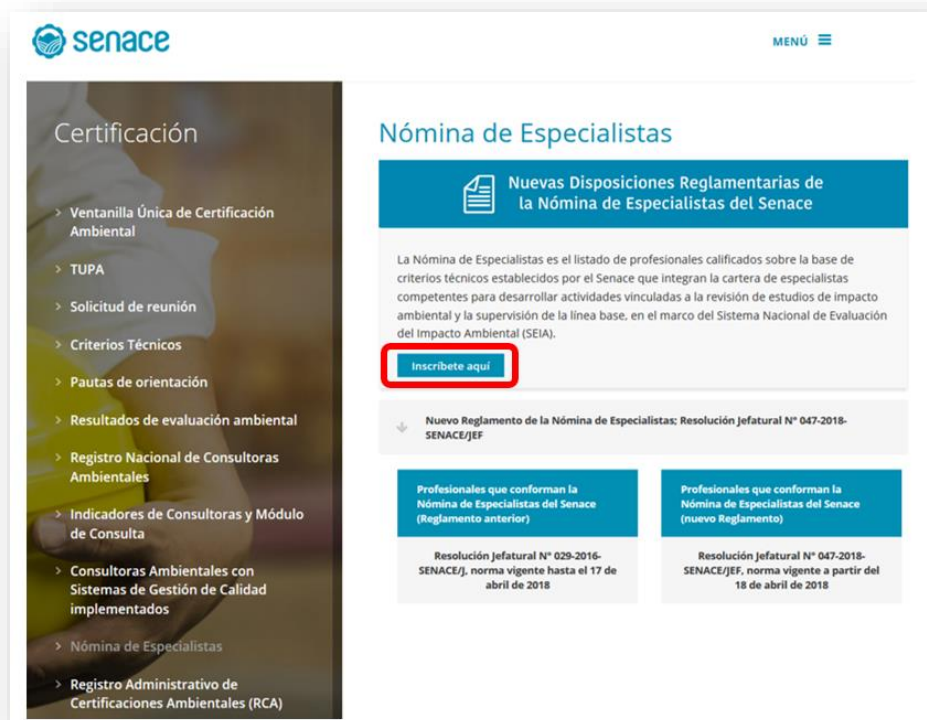 senace
MENÚ
Certificación
Ventanilla Única de Certificación
Ambiental
TUPA
Solicitud de reunión
Criterios Técnicos
Pautas de orientación
Resultados de evaluación ambiental
Registro Nacional de Consultoras
Ambientales
Indicadores de Consultoras y Módulo
de Consulta
Consultoras Ambientales con
Sistemas de Gestión de Calidad
implementados
Nómina de Especialistas
Registro Administrativo de
Certificaciones Ambientales (RCA)
Nómina de Especialistas
Nuevas Disposiciones Reglamentarias de
la Nómina de Especialistas del Senace
La Nómina de Especialistas es el listado de profesionales calificados sobre la base de
criterios técnicos establecidos por el Senace que integran la cartera de especialistas
competentes para desarrollar actividades vinculadas a la revisión de estudios de impacto
ambiental y la supervisión de la línea base, en el marco del Sistema Nacional de Evaluación
del Impacto Ambiental (SEIA).
Inscríbete aquí
Nuevo Reglamento de la Nómina de Especialistas; Resolución Jefatural N° 047-2018-
SENACE/JEF
Profesionales que conforman la
Nómina de Especialistas del Senace
(Reglamento anterior)
Resolución Jefatural N° 029-2016-
SENACE/J, norma vigente hasta el 17 de
abril de 2018
Profesionales que conforman la
Nómina de Especialistas del Senace
(nuevo Reglamento)
Resolución Jefatural N° 047-2018-
SENACE/JEF, norma vigente a partir del
18 de abril de 2018